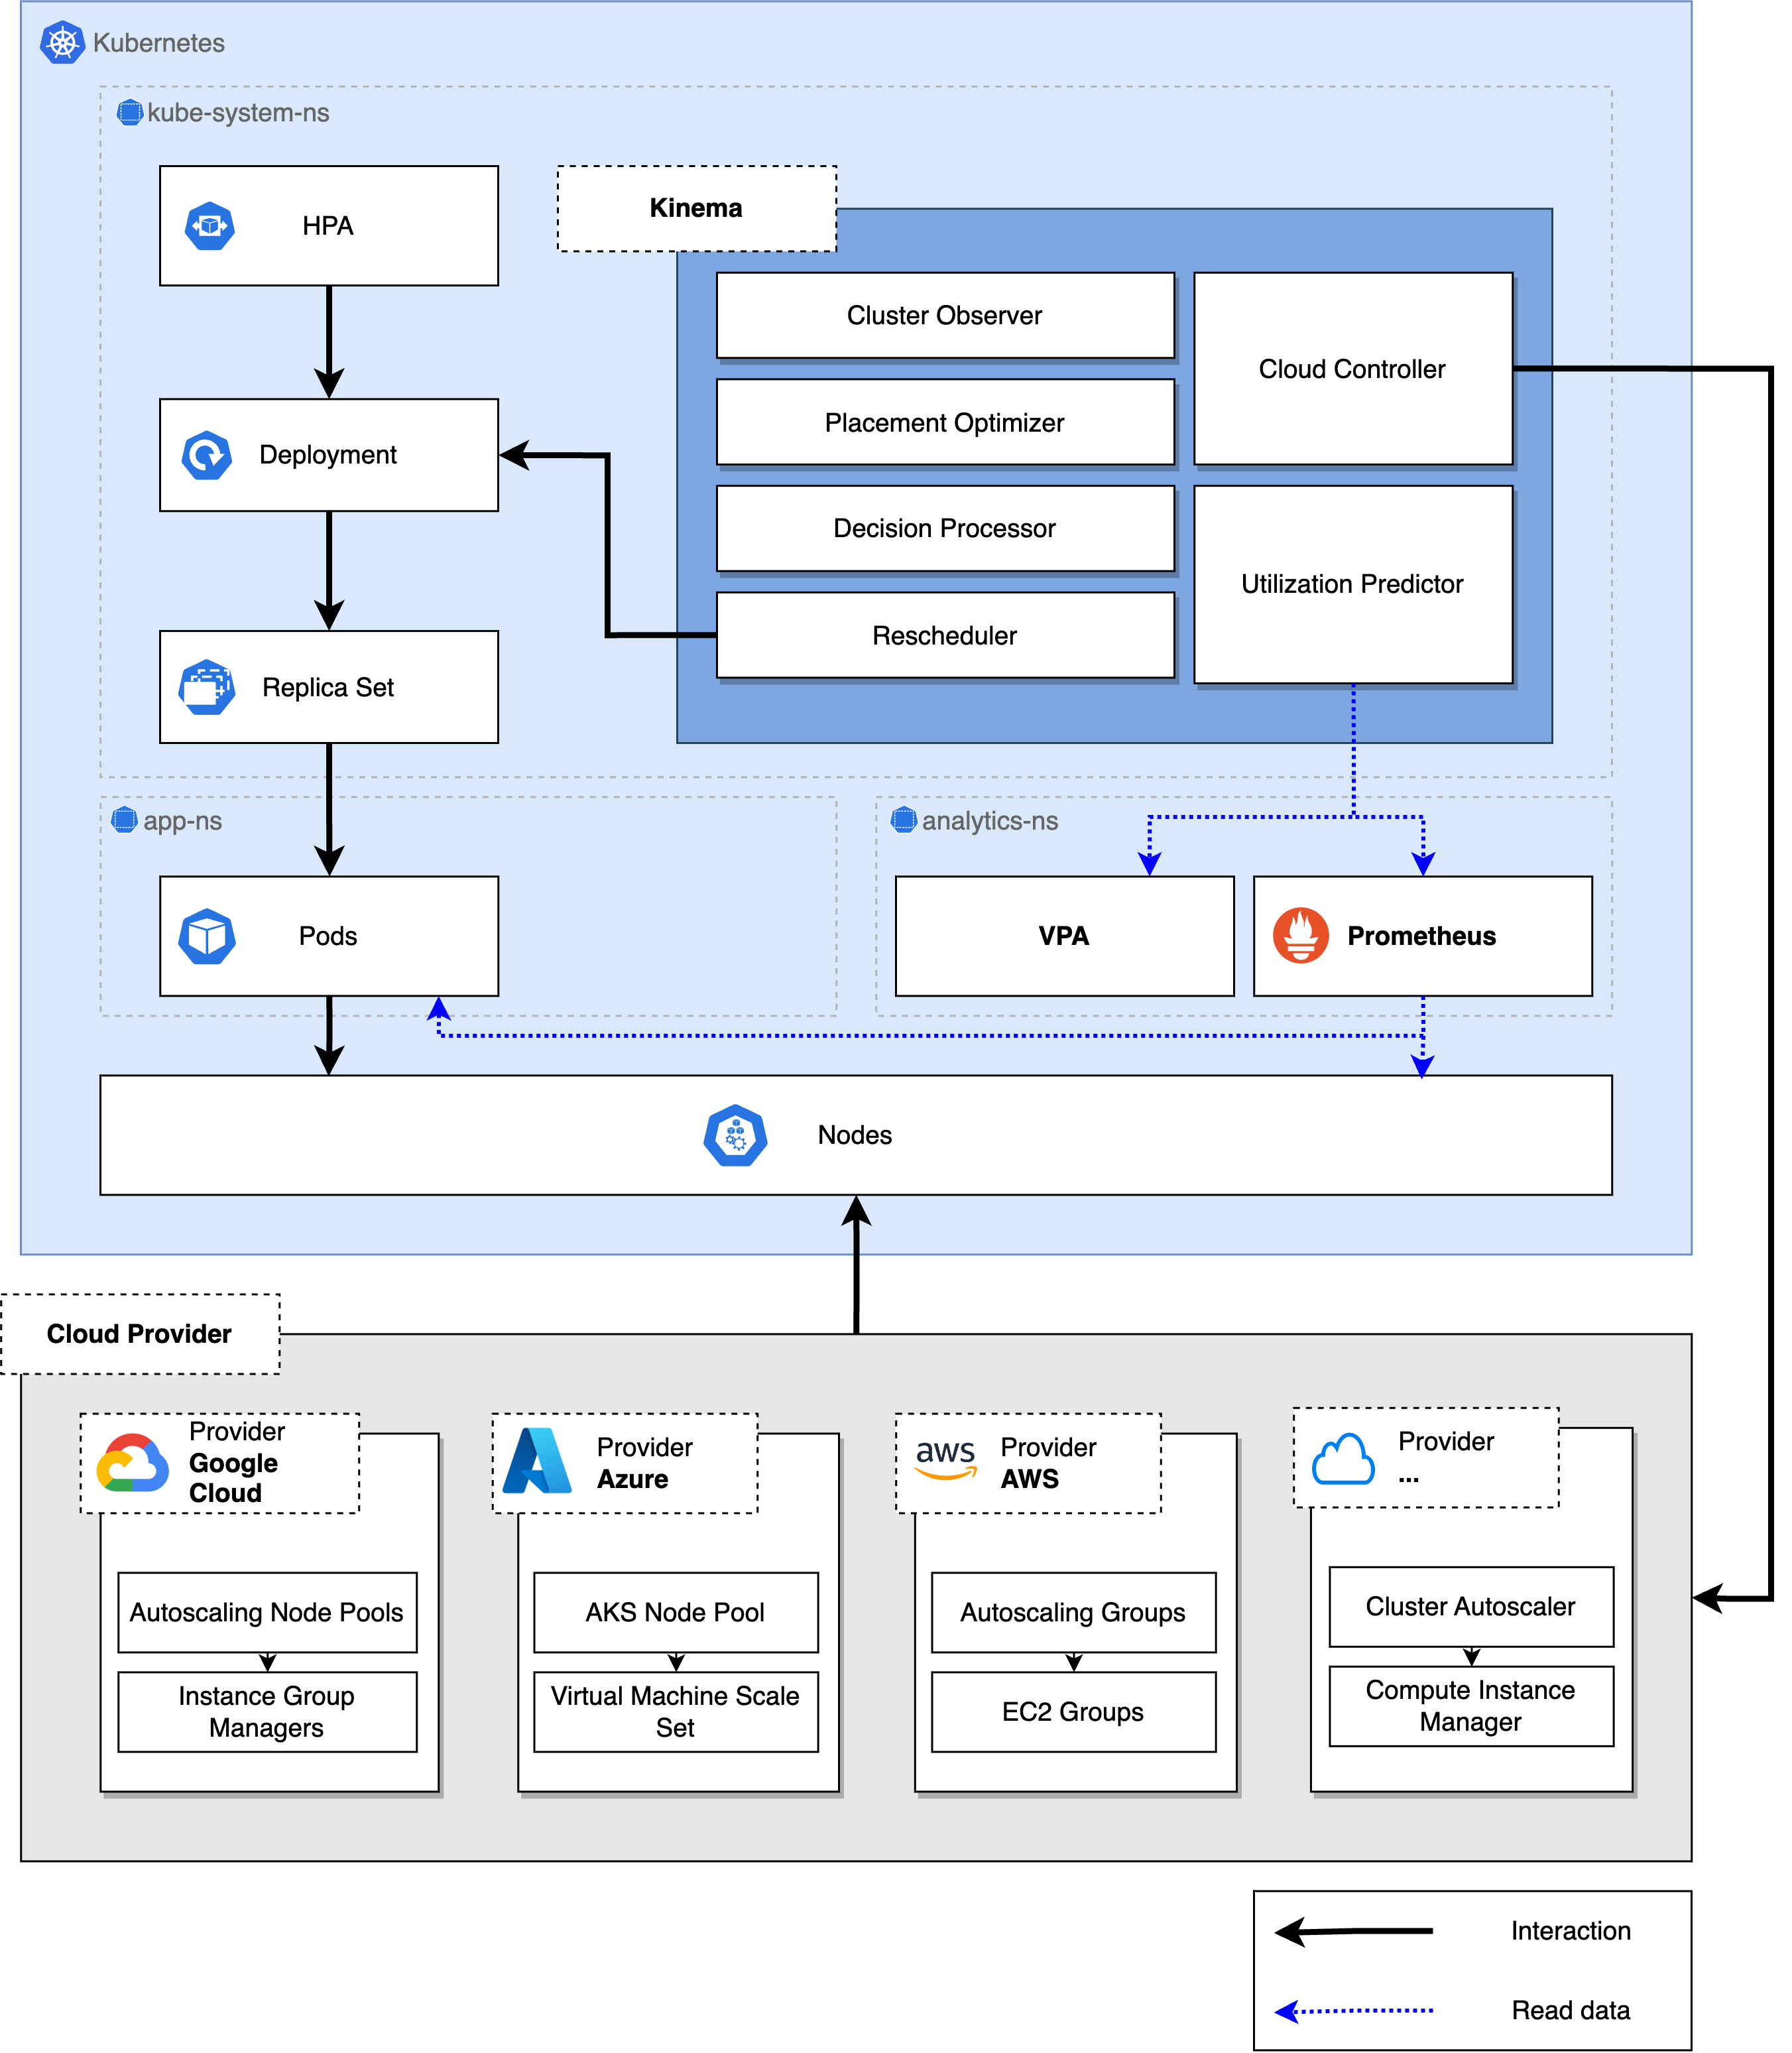 Kubernetes
kube-system-ns
HPA
Kinema
Cluster Observer
Cloud Controller
Placement Optimizer
Deployment
Decision Processor
Utilization Predictor
Rescheduler
Replica Set
app-ns
analytics-ns
Pods
VPA
Prometheus
Nodes
Cloud Provider
Provider
Google
Cloud
Autoscaling Node Pools
Instance Group
Managers
Provider
Azure
AKS Node Pool
Virtual Machine Scale
Set
aws
Provider
AWS
Autoscaling Groups
EC2 Groups
Provider
...
Cluster Autoscaler
Compute Instance
Manager
Interaction
Read data